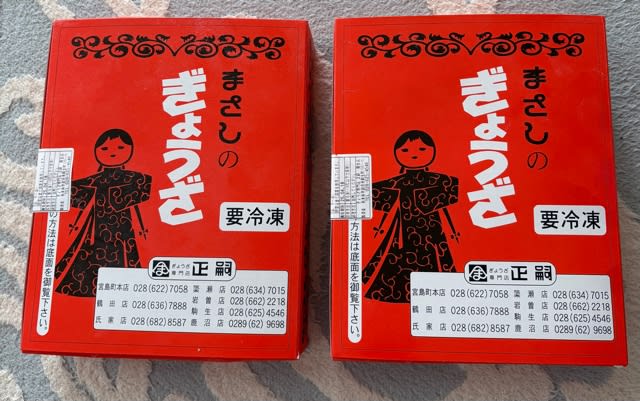 まさしの
ぎょうざ
要冷凍
ぎょうざ
専門店
正嗣
宮島町本店 028(622)7058
簗瀬店 028(634)7015
鶴田店 028(636)7888
岩曽店 028(662)2218
駒生店 028(625)4546
氏家店 028(682)8587
鹿沼店 0289(62)9698
の方法は底面を御覧下さい。
まさしの
ぎょうざ
要冷凍
ぎょうざ
専門店
正嗣
宮島町本店 028(622)7058
簗瀬店 028(634)7015
鶴田店 028(636)7888
岩曽店 028(662)2218
駒生店 028(625)4546
氏家店 028(682)8587
鹿沼店 0289(62)9698
方法は底面を御覧下さい。